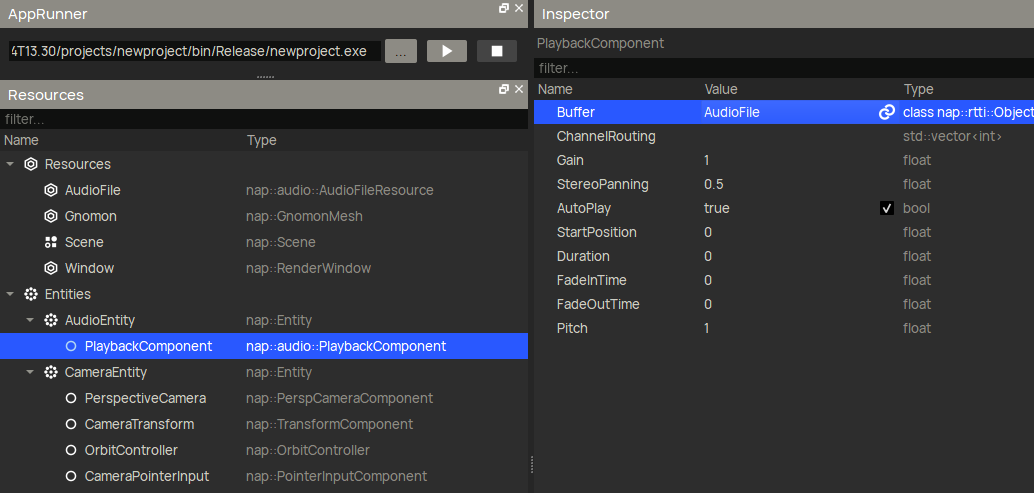 AppRunner
4T13.30/projects/newproject/bin/Release/newproject.exe
...
Resources
filter...
Name Type
Resources
AudioFile nap::audio::AudioFileResource
Gnomon nap::GnomonMesh
Scene nap::Scene
Window nap::RenderWindow
Entities
AudioEntity nap::Entity
PlaybackComponent nap::audio::PlaybackComponent
CameraEntity nap::Entity
PerspectiveCamera nap::PerspCameraComponent
CameraTransform nap::TransformComponent
OrbitController nap::OrbitController
CameraPointerInput nap::PointerInputComponent
Inspector
PlaybackComponent
filter...
Name Value Type
Buffer AudioFile class nap::rtti::Object
ChannelRouting std::vector<int>
Gain 1 float
StereoPanning 0.5 float
AutoPlay true bool
StartPosition 0 float
Duration 0 float
FadeInTime 0 float
FadeOutTime 0 float
Pitch 1 float